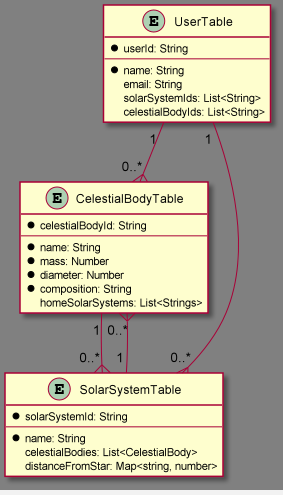 E UserTable
userId: String
name: String
email: String
solarSystemIds: List<String>
celestialBodyIds: List<String>
1 1
0..*
E CelestialBodyTable
celestialBodyId: String
name: String
mass: Number
diameter: Number
composition: String
homeSolarSystems: List<Strings>
1 0..*
0..* 1 0..*
E SolarSystemTable
solarSystemId: String
name: String
celestialBodies: List<CelestialBody>
distanceFromStar: Map<string, number>